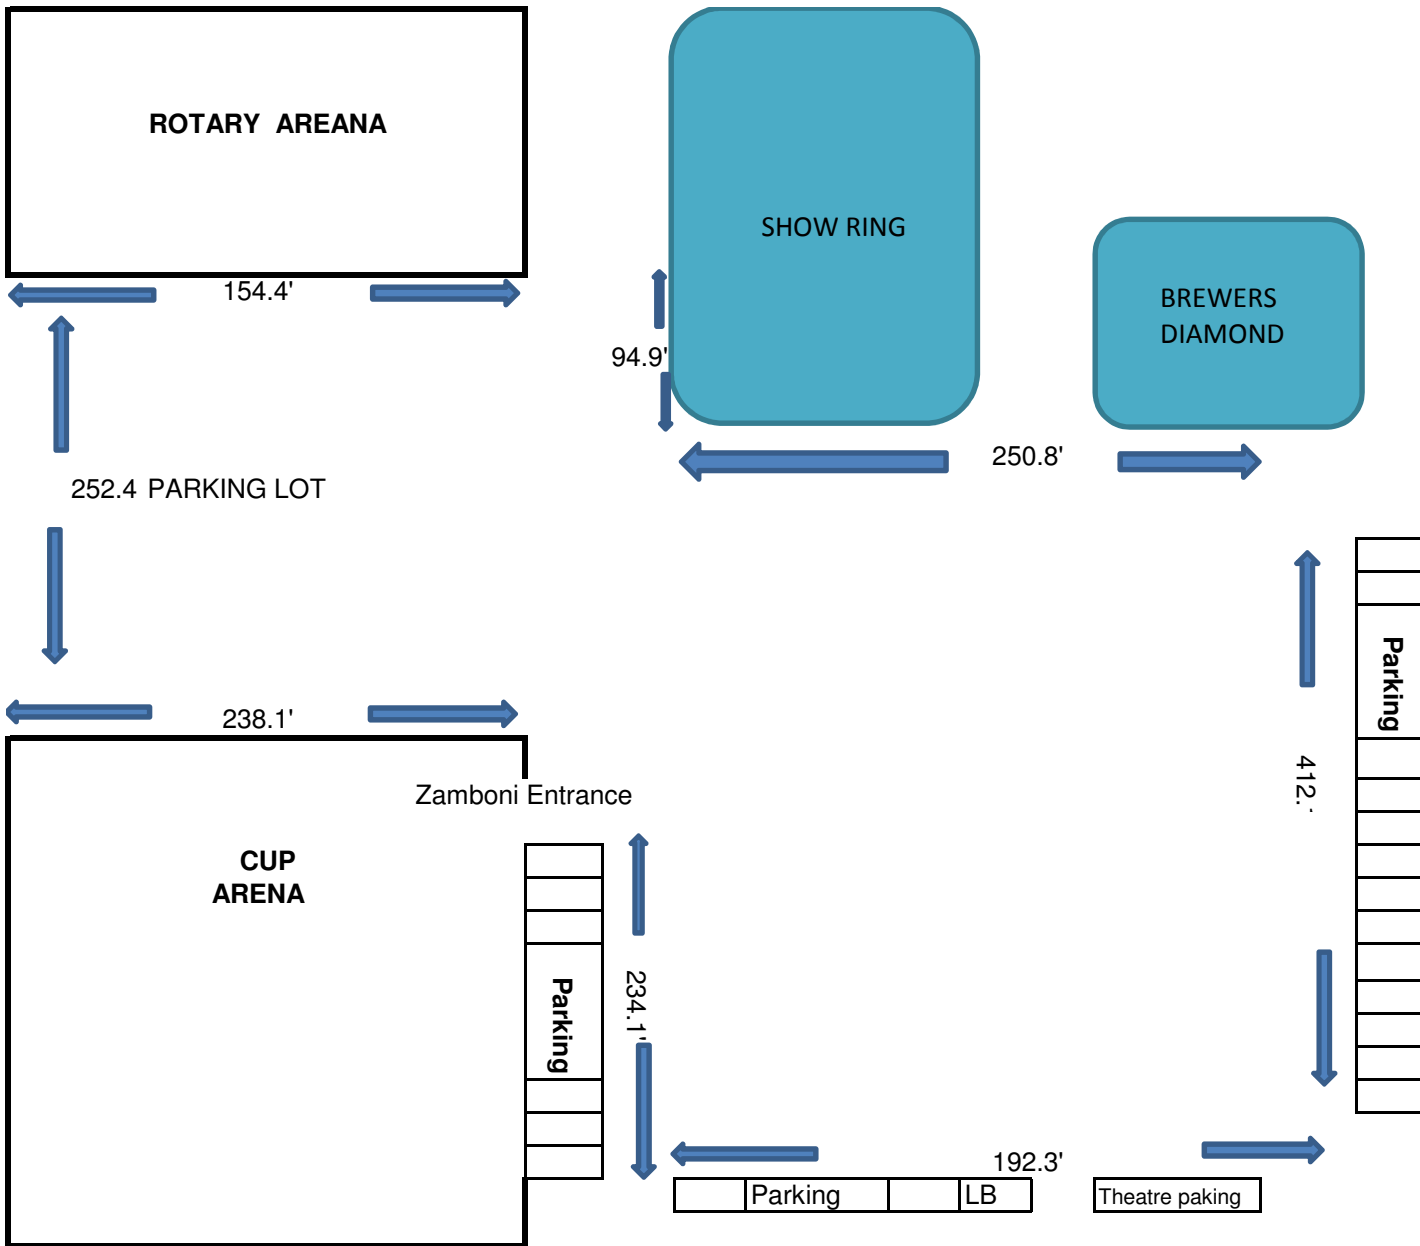 ROTARY AREANA
SHOW RING
BREWERS
DIAMOND
154.4'
94.9'
250.8'
252.4 PARKING LOT
238.1'
Zamboni Entrance
CUP
ARENA
Parking
234.1'
Parking
412.
192.3'
Parking
LB
Theatre paking